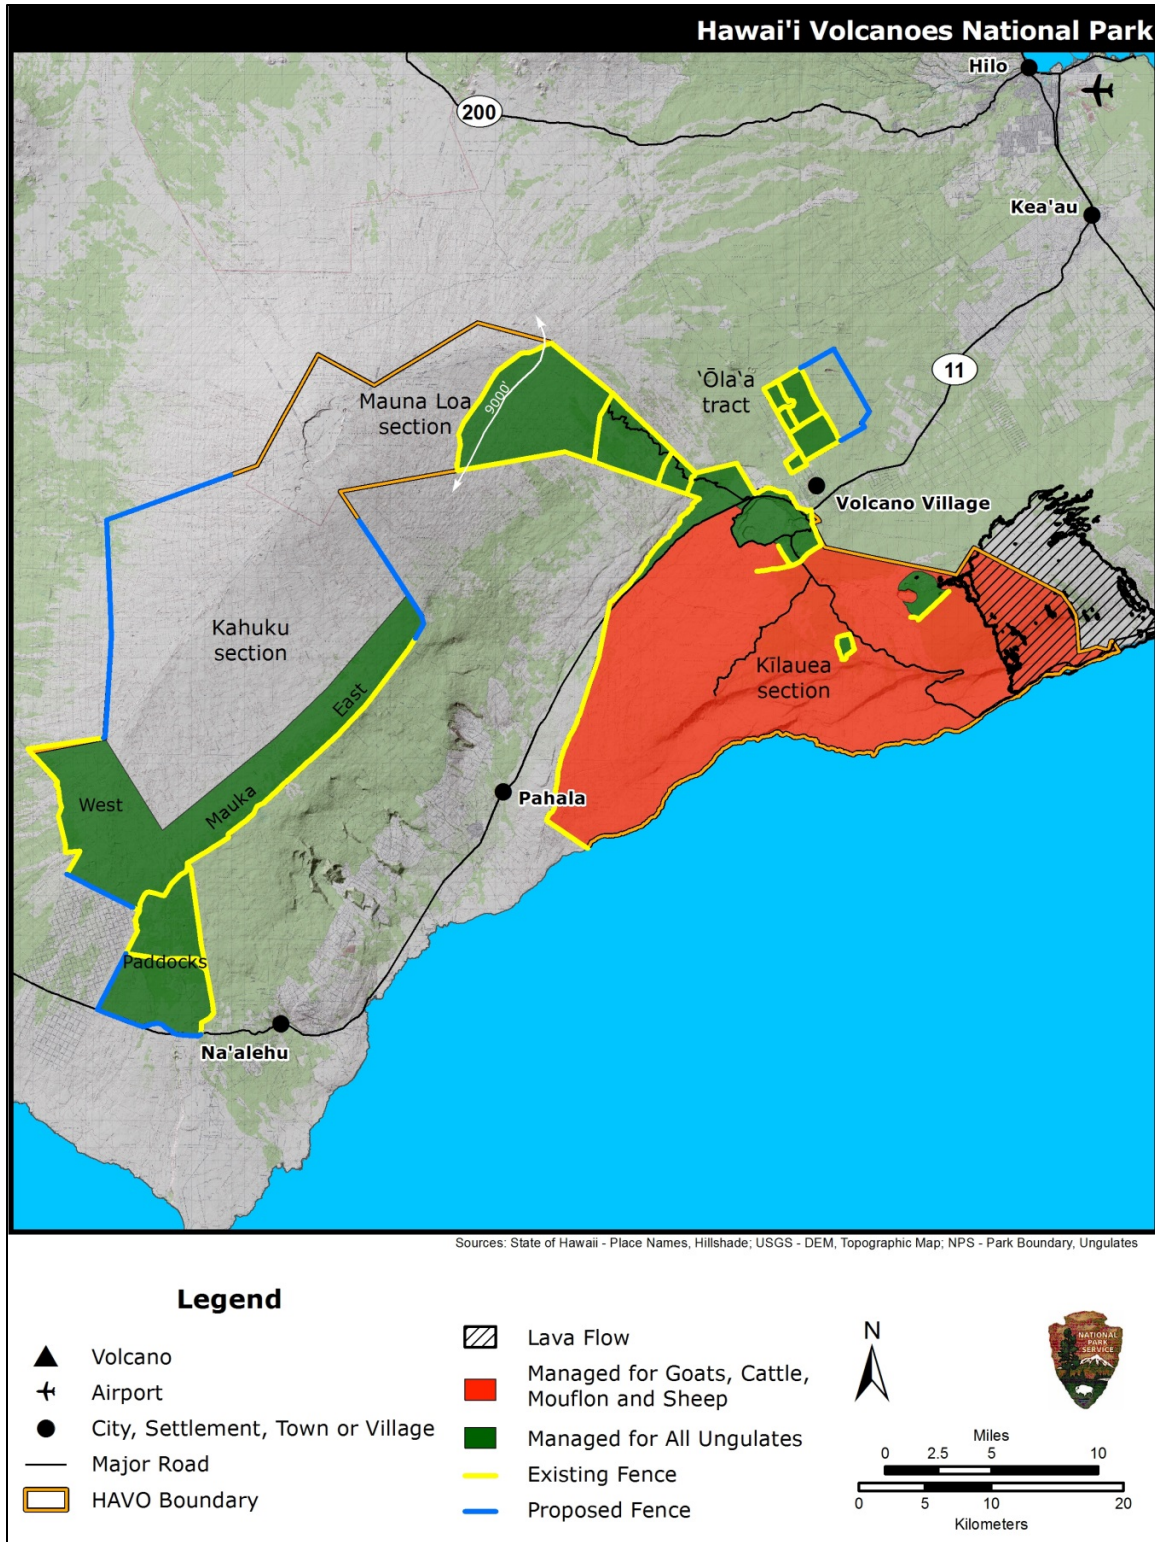 Hawai'i Volcanoes National Park
Hilo
200
Kea'au
11
ʻŌlaʻa
tract
Mauna Loa
section
9000'
Volcano Village
Kahuku
section
East
Kīlauea
section
West
Mauka
Pahala
Paddocks
Na'alehu
Sources: State of Hawaii - Place Names, Hillshade; USGS - DEM, Topographic Map; NPS - Park Boundary, Ungulates
Legend
Volcano
Airport
City, Settlement, Town or Village
Major Road
HAVO Boundary
Lava Flow
Managed for Goats, Cattle,
Mouflon and Sheep
Managed for All Ungulates
Existing Fence
Proposed Fence
N
NATIONAL
PARK
SERVICE
Miles
0 2.5 5 10
0 5 10 20
Kilometers